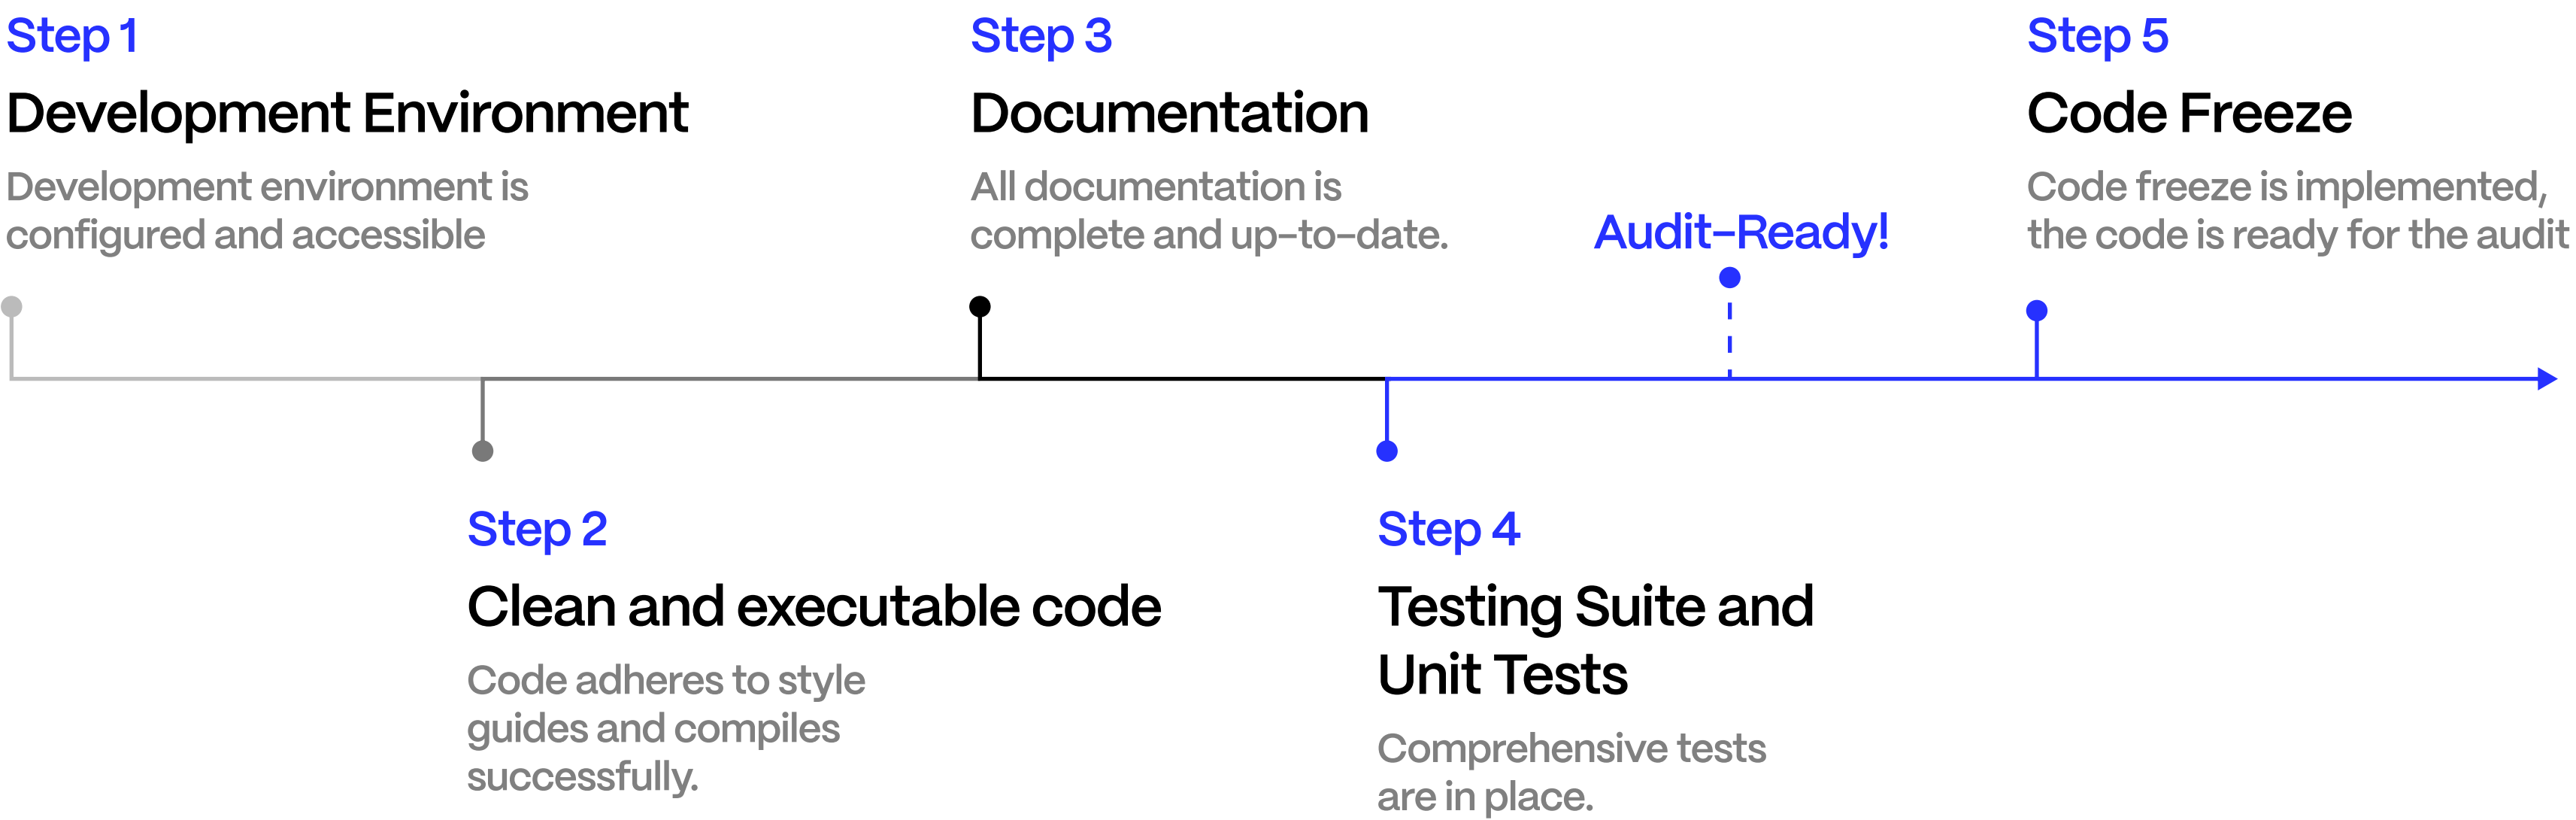 Step 1
Development Environment
Development environment is
configured and accessible
Step 2
Clean and executable code
Code adheres to style
guides and compiles
successfully.
Step 3
Documentation
All documentation is
complete and up-to-date.
Step 4
Testing Suite and
Unit Tests
Comprehensive tests
are in place.
Audit-Ready!
Step 5
Code Freeze
Code freeze is implemented,
the code is ready for the audit